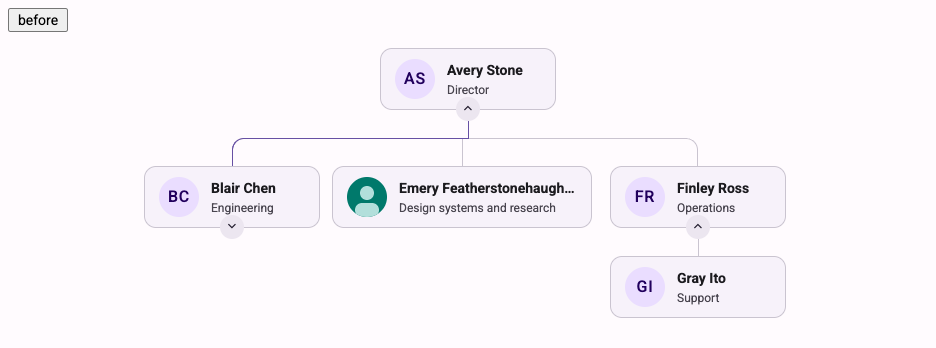 before
AS
Avery Stone
Director
BC
Blair Chen
Engineering
Emery Featherstonehaugh...
Design systems and research
FR
Finley Ross
Operations
GI
Gray Ito
Support